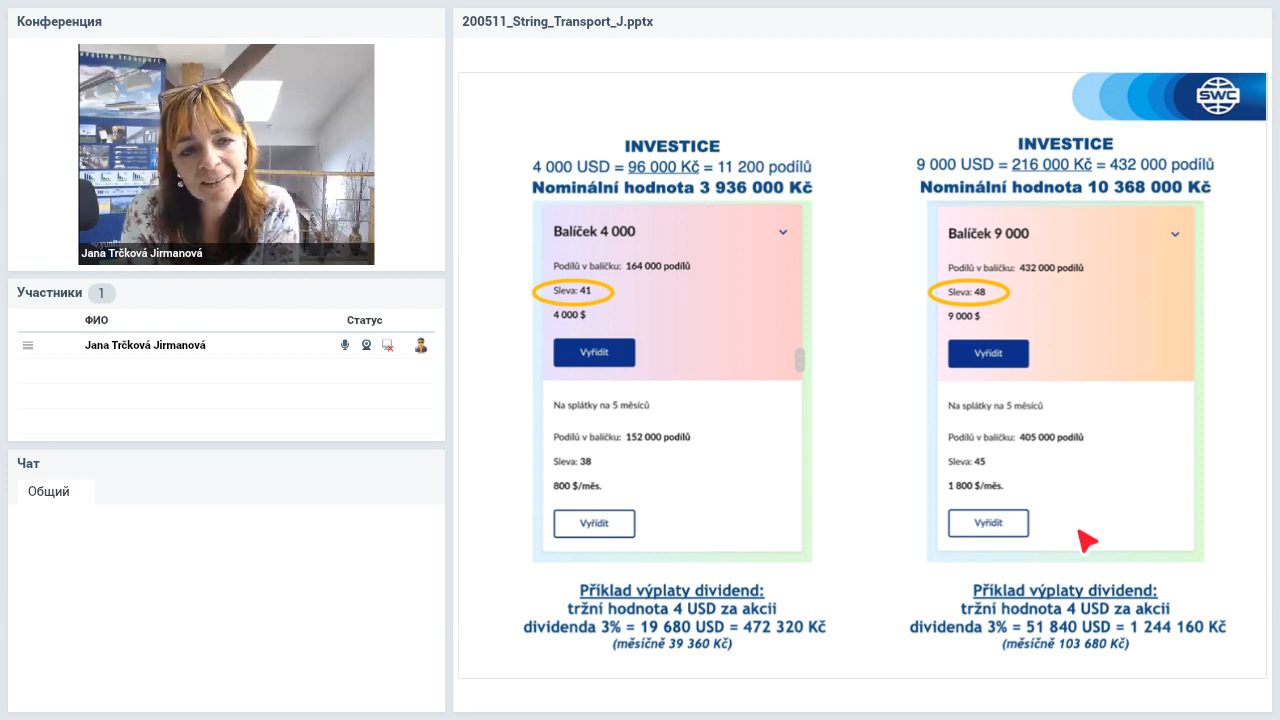 Конференция
Jana Trčková Jirmanová
Участники 1
ФИО Статус
Jana Trčková Jirmanová
Чат
Общий
200511_String_Transport_J.pptx
SWC
INVESTICE
4 000 USD = 96 000 Kč = 11 200 podílů
Nominální hodnota 3 936 000 Kč
Balíček 4 000
Podílů v balíčku: 164 000 podílů
Sleva: 41
4 000 $
Vyřídit
Na splátky na 5 měsíců
Podílů v balíčku: 152 000 podílů
Sleva: 38
800 $/měs.
Vyřídit
Příklad výplaty dividend:
tržní hodnota 4 USD za akcii
dividenda 3% = 19 680 USD = 472 320 Kč
(měsíčně 39 360 Kč)
INVESTICE
9 000 USD = 216 000 Kč = 432 000 podílů
Nominální hodnota 10 368 000 Kč
Balíček 9 000
Podílů v balíčku: 432 000 podílů
Sleva: 48
9 000 $
Vyřídit
Na splátky na 5 měsíců
Podílů v balíčku: 405 000 podílů
Sleva: 45
1 800 $/měs.
Vyřídit
Příklad výplaty dividend:
tržní hodnota 4 USD za akcii
dividenda 3% = 51 840 USD = 1 244 160 Kč
(měsíčně 103 680 Kč)